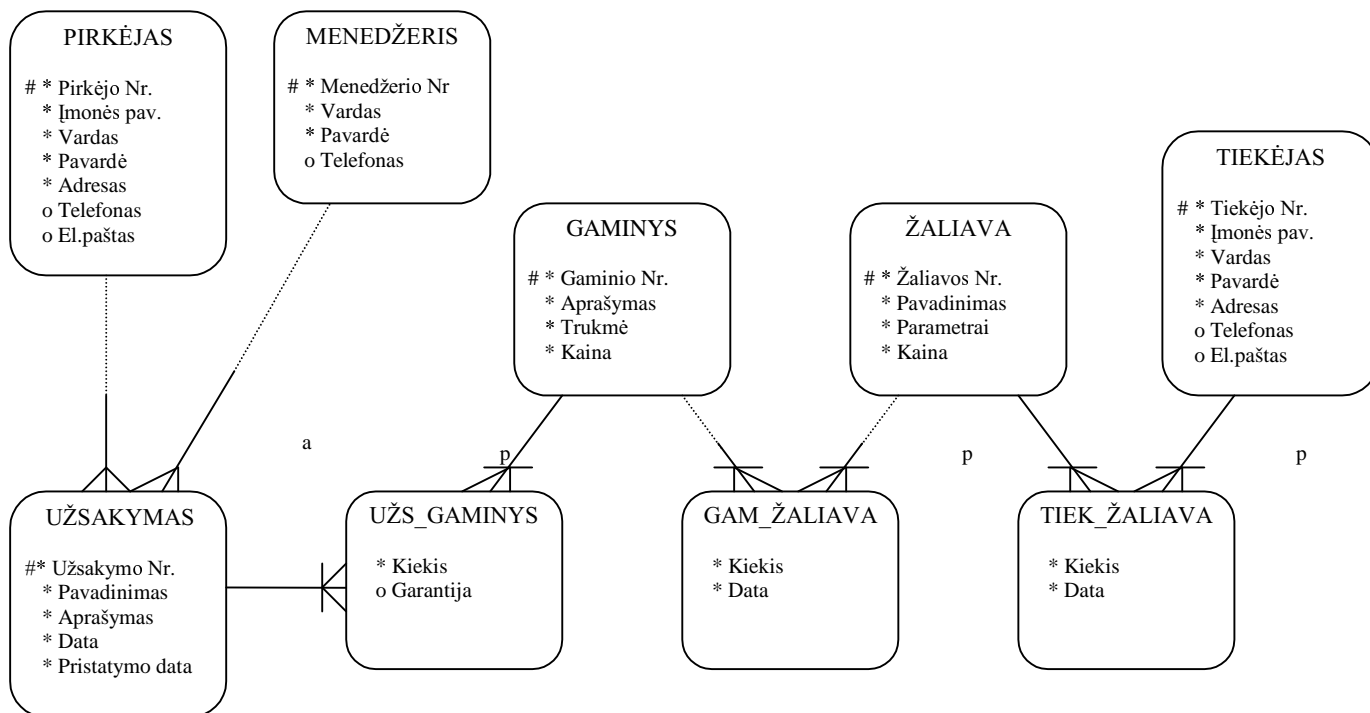 PIRKĖJAS
# * Pirkėjo Nr.
* Įmonės pav.
* Vardas
* Pavardė
* Adresas
o Telefonas
o El.paštas
MENEDŽERIS
# * Menedžerio Nr
* Vardas
* Pavardė
o Telefonas
GAMINYS
# * Gaminio Nr.
* Aprašymas
* Trukmė
* Kaina
ŽALIAVA
# * Žaliavos Nr.
* Pavadinimas
* Parametrai
* Kaina
TIEKĖJAS
# * Tiekėjo Nr.
* Įmonės pav.
* Vardas
* Pavardė
* Adresas
o Telefonas
o El.paštas
a
p
p
p
UŽSAKYMAS
#* Užsakymo Nr.
* Pavadinimas
* Aprašymas
* Data
* Pristatymo data
UŽS_GAMINYS
* Kiekis
o Garantija
GAM_ŽALIAVA
* Kiekis
* Data
TIEK_ŽALIAVA
* Kiekis
* Data